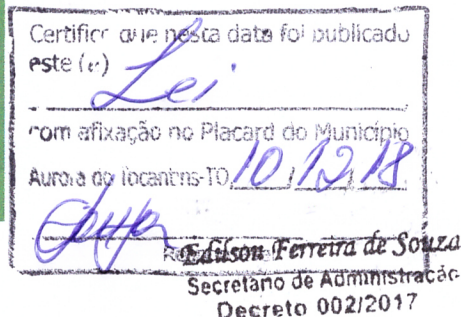 Certifico que nesta data foi publicado
este (a)
Lei
com afixação no Placard do Município
Aurora do Tocantins-TO, 10 / 12 / 18
Edilson Ferreira de Souza
Secretario de Administração
Decreto 002/2017